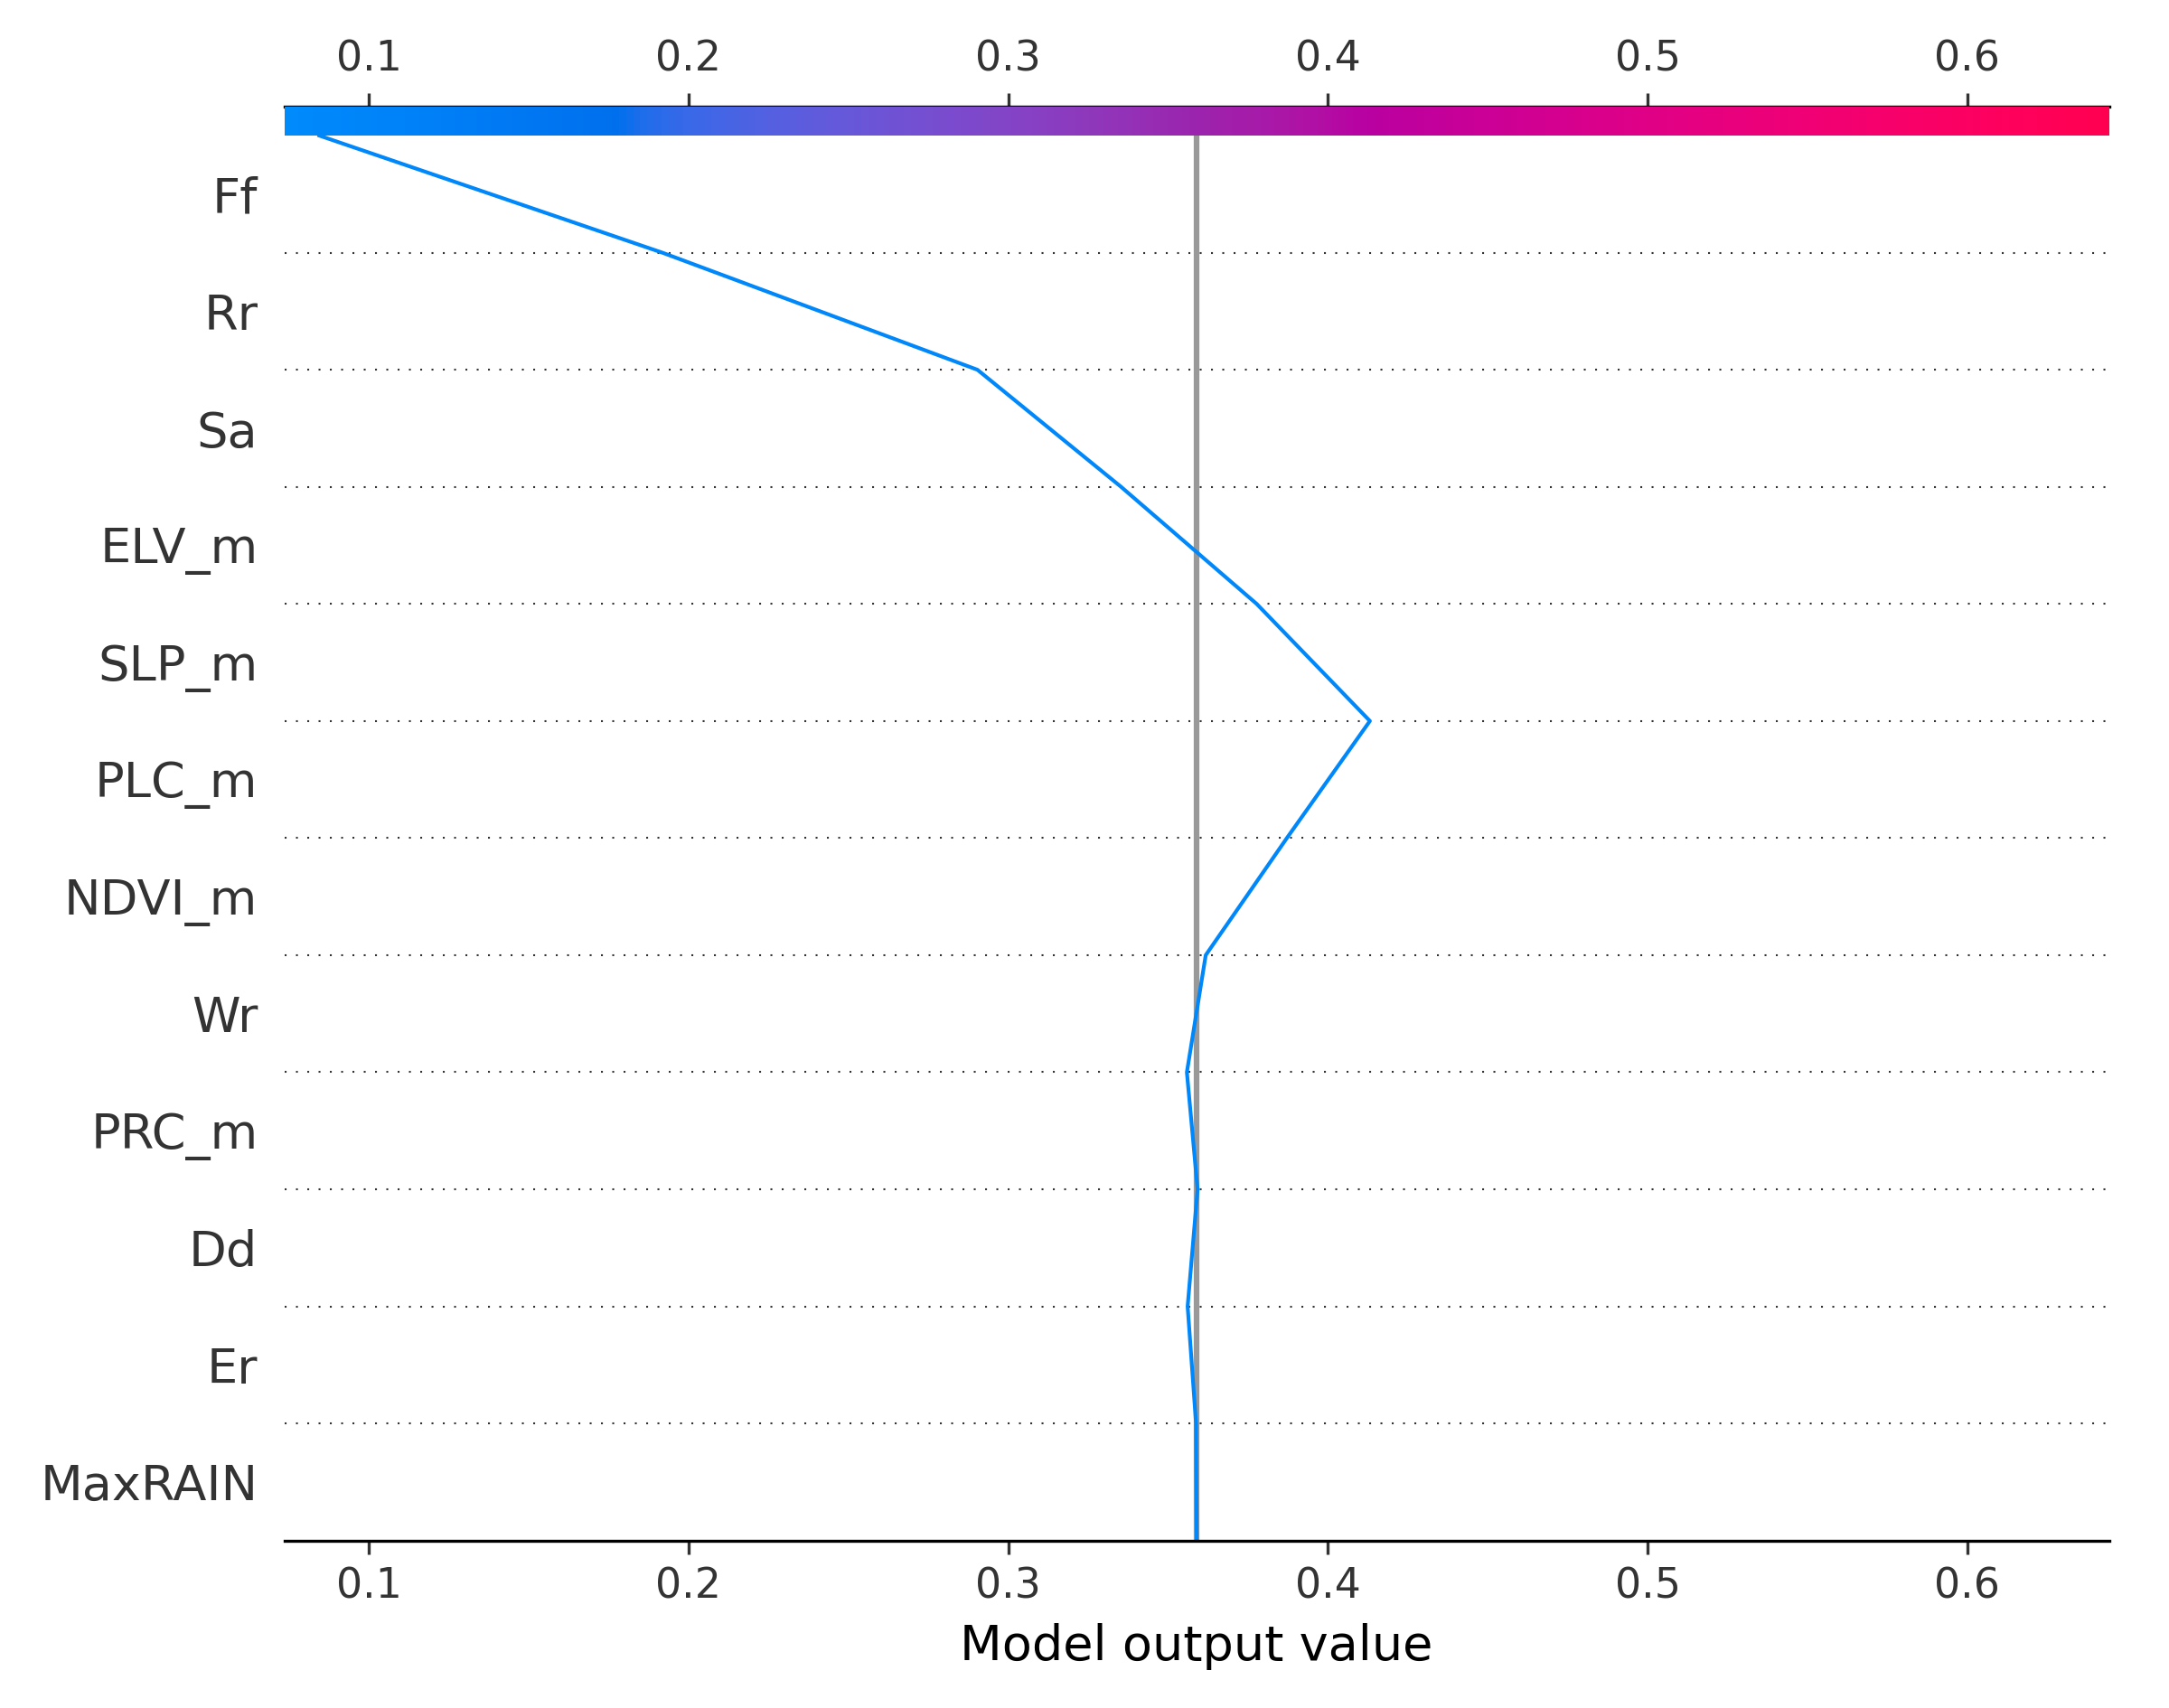 0.1 0.2 0.3 0.4 0.5 0.6
Ff
Rr
Sa
ELV_m
SLP_m
PLC_m
NDVI_m
Wr
PRC_m
Dd
Er
MaxRAIN
0.1 0.2 0.3 0.4 0.5 0.6
Model output value